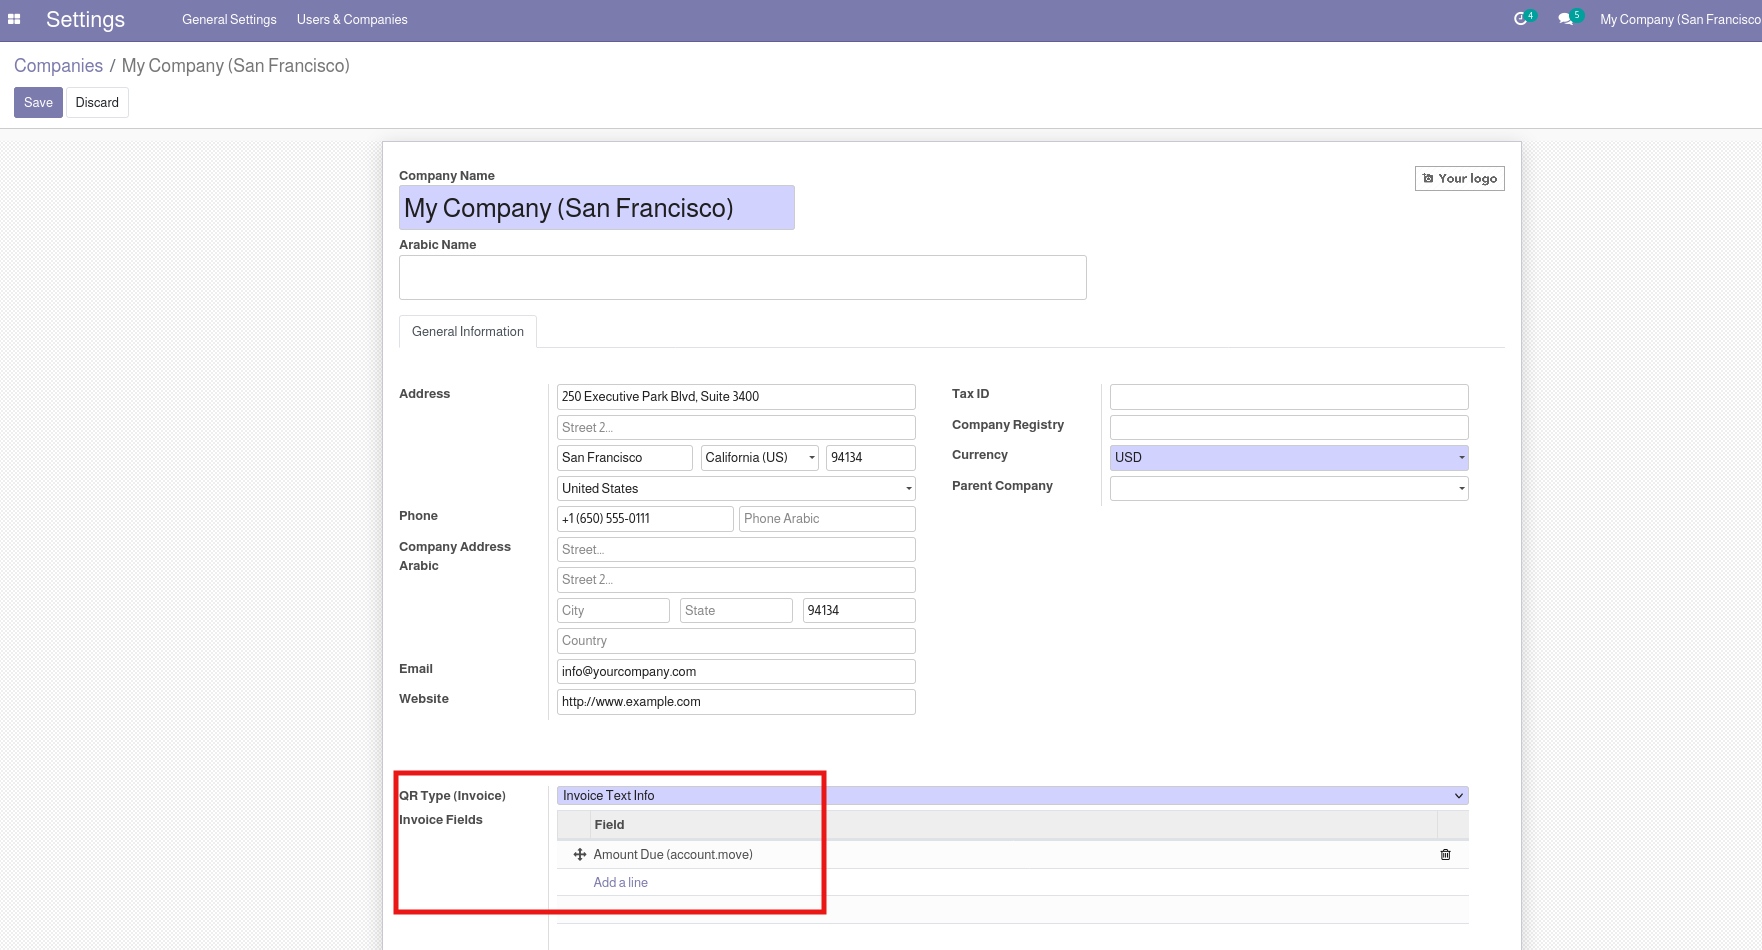 Settings General Settings Users & Companies 4 5 My Company (San Francisco
Companies / My Company (San Francisco)
Save Discard
Company Name
Your logo
My Company (San Francisco)
Arabic Name
General Information
Address 250 Executive Park Blvd, Suite 3400 Tax ID
Street 2... Company Registry
San Francisco California (US) 94134 Currency USD
United States Parent Company
Phone +1 (650) 555-0111 Phone Arabic
Company Address Street...
Arabic
Street 2...
City State 94134
Country
Email info@yourcompany.com
Website http://www.example.com
QR Type (Invoice) Invoice Text Info
Invoice Fields Field
Amount Due (account.move)
Add a line